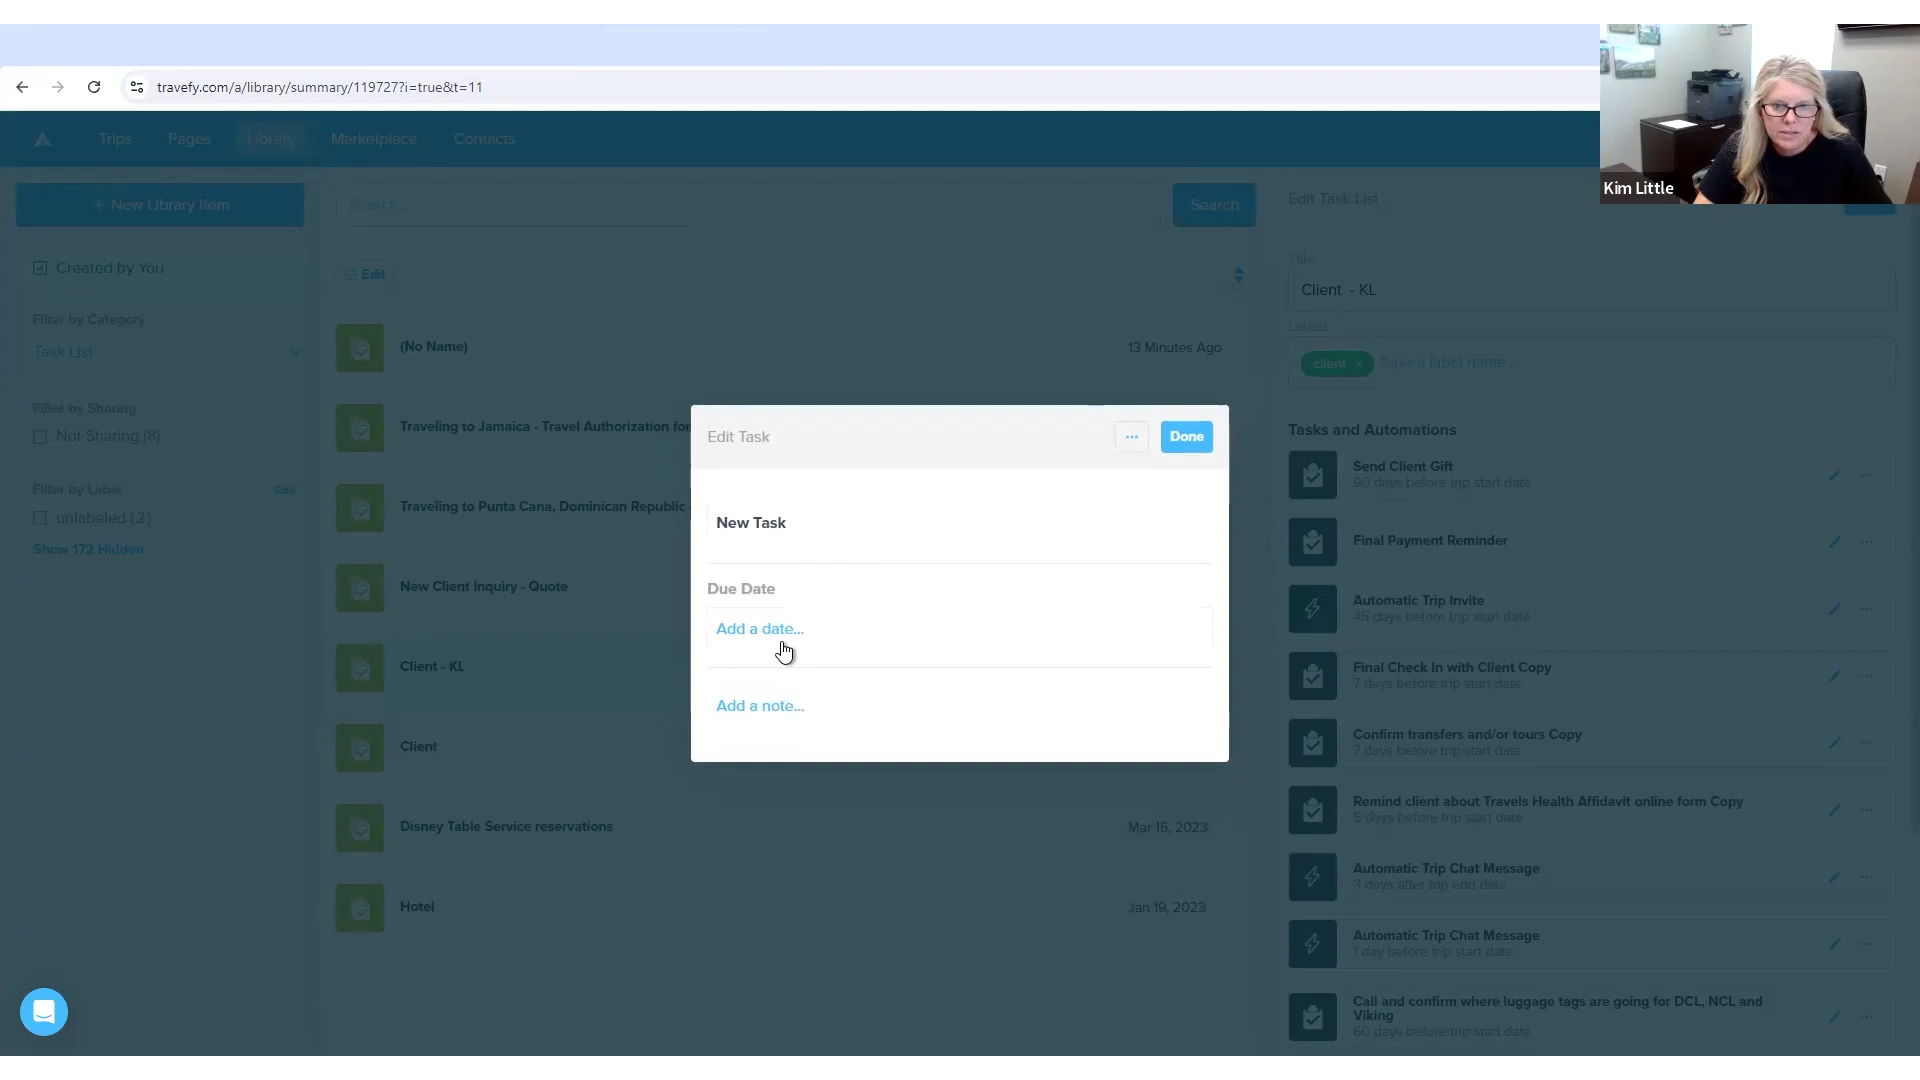 travefy.com/a/library/summary/119727?i=true&t=11
Kim Little
Trips
Pages
Library
Marketplace
Contacts
+ New Library Item
Search...
Search
Edit Task List
Created by You
Edit
Title
Client - KL
Filter by Category
Task List
Labels
client ×
Type a label name...
Filter by Sharing
Not Sharing (8)
Filter by Label
Edit
unlabeled (2)
Show 172 Hidden
(No Name)
13 Minutes Ago
Traveling to Jamaica - Travel Authorization for
Traveling to Punta Cana, Dominican Republic
New Client Inquiry - Quote
Client - KL
Client
Disney Table Service reservations
Mar 16, 2023
Hotel
Jan 19, 2023
Edit Task
...
Done
New Task
Due Date
Add a date...
Add a note...
Tasks and Automations
Send Client Gift
90 days before trip start date
Final Payment Reminder
Automatic Trip Invite
45 days before trip start date
Final Check In with Client Copy
7 days before trip start date
Confirm transfers and/or tours Copy
7 days before trip start date
Remind client about Travels Health Affidavit online form Copy
5 days before trip start date
Automatic Trip Chat Message
3 days after trip end date
Automatic Trip Chat Message
1 day before trip start date
Call and confirm where luggage tags are going for DCL, NCL and
Viking
60 days before trip start date